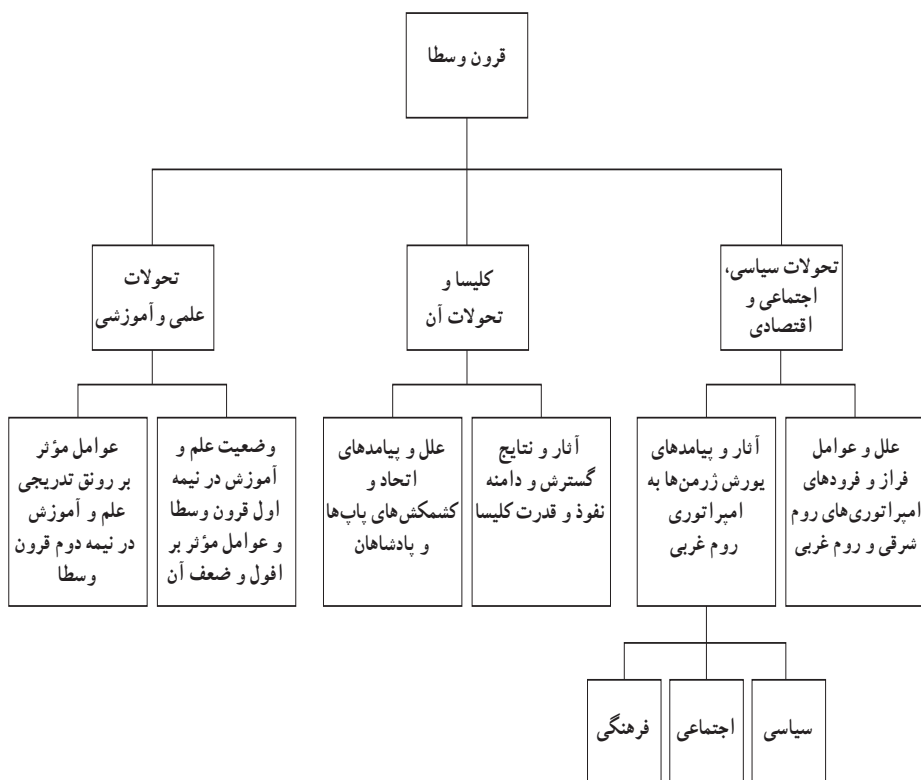 قرون وسطا
تحولات سیاسی،
اجتماعی و
اقتصادی
کلیسا و
تحولات آن
تحولات
علمی و آموزشی
علل و عوامل
فراز و فرودهای
امپراتوری‌های روم
شرقی و روم غربی
آثار و پیامدهای
یورش ژرمن‌ها به
امپراتوری
روم غربی
آثار و نتایج
گسترش و دامنه
نفوذ و قدرت کلیسا
علل و پیامدهای
اتحاد و
کشمکش‌های پاپ‌ها
و پادشاهان
وضعیت علم و
آموزش در نیمه
اول قرون وسطا
و عوامل مؤثر بر
افول و ضعف آن
عوامل مؤثر
بر رونق تدریجی
علم و آموزش
در نیمه دوم قرون
وسطا
سیاسی
اجتماعی
فرهنگی